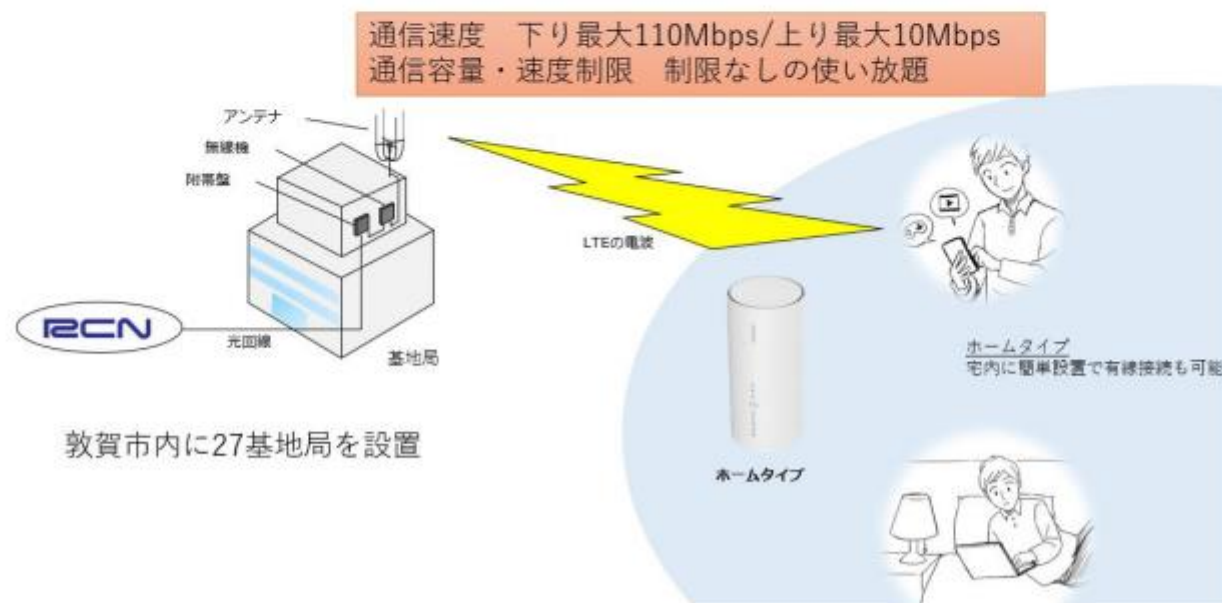 通信速度　下り最大110Mbps/上り最大10Mbps
通信容量・速度制限　制限なしの使い放題
アンテナ
無線機
附帯盤
LTEの電波
RCN
光回線
基地局
ホームタイプ
宅内に簡単設置で有線接続も可能
敦賀市内に27基地局を設置
ホームタイプ